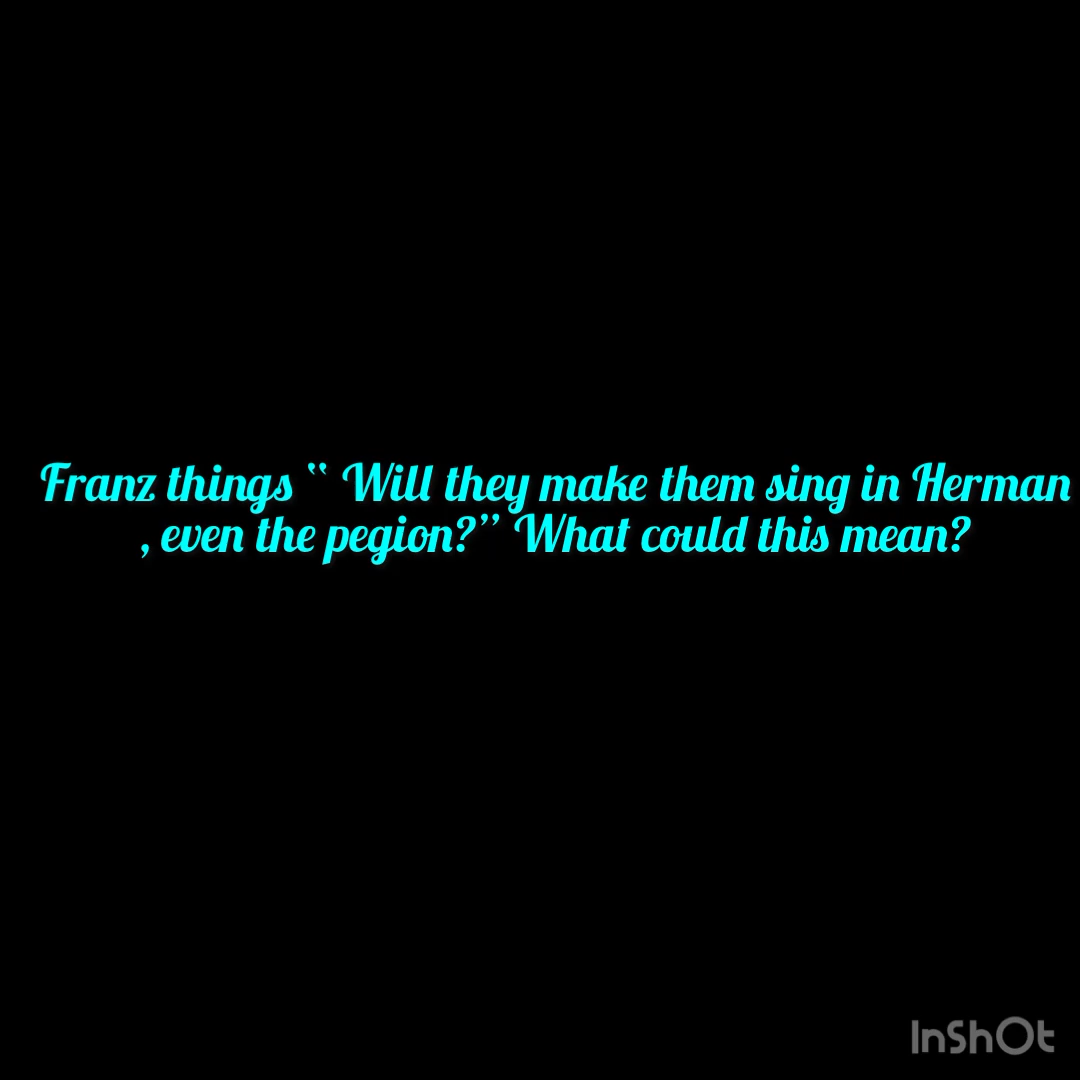 Franz things “ Will they make them sing in Herman
, even the pegion?” What could this mean?
InShOt